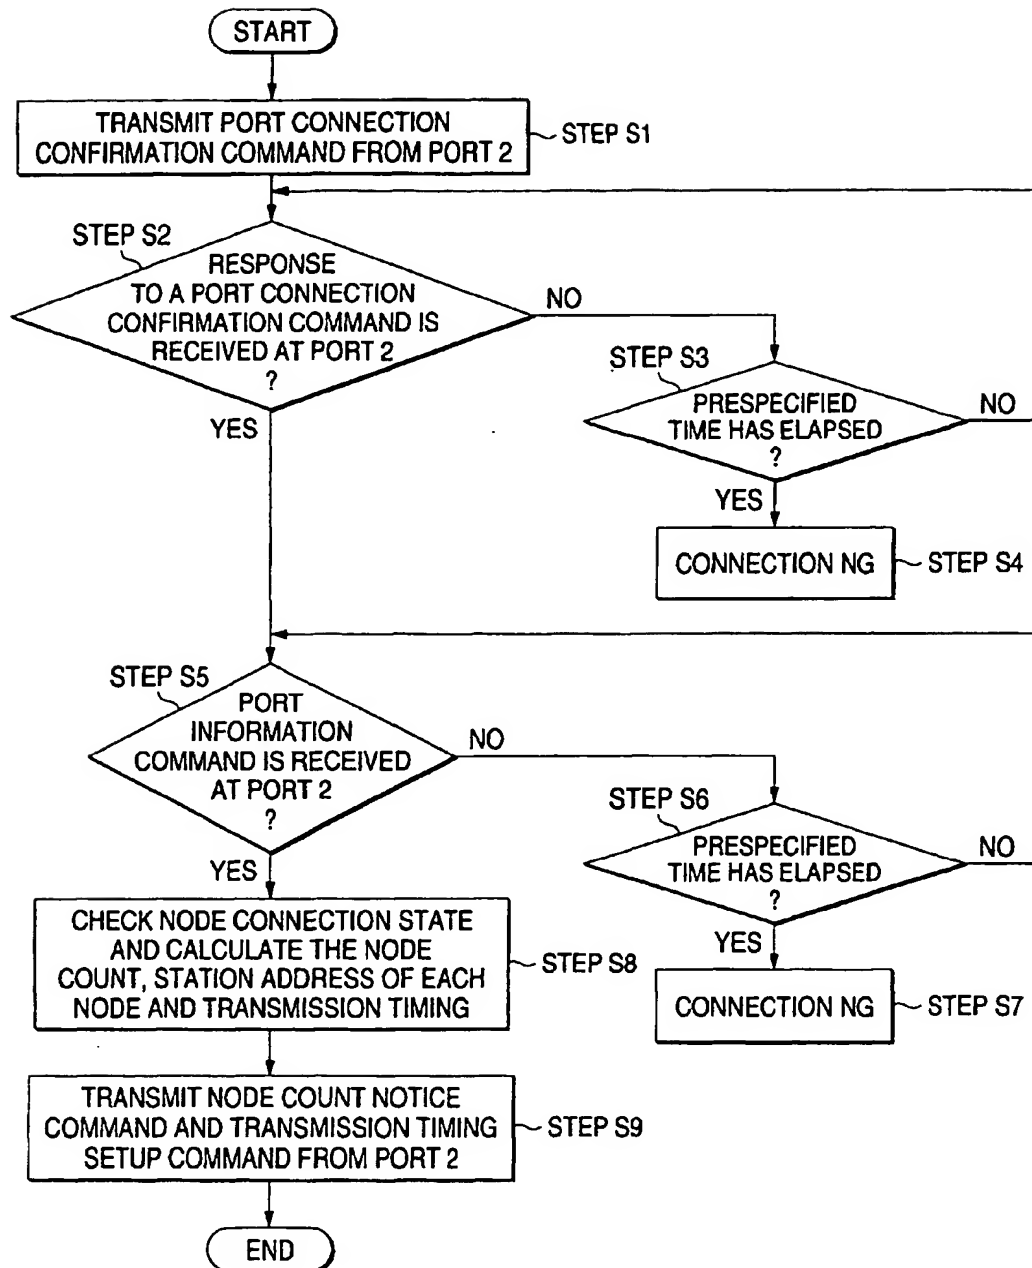 START
TRANSMIT PORT CONNECTION
CONFIRMATION COMMAND FROM PORT 2
STEP S1
STEP S2
RESPONSE
TO A PORT CONNECTION
CONFIRMATION COMMAND IS
RECEIVED AT PORT 2
?
NO
YES
STEP S3
PRESPECIFIED
TIME HAS ELAPSED
?
NO
YES
CONNECTION NG
STEP S4
STEP S5
PORT
INFORMATION
COMMAND IS RECEIVED
AT PORT 2
?
NO
YES
STEP S6
PRESPECIFIED
TIME HAS ELAPSED
?
NO
YES
CONNECTION NG
STEP S7
CHECK NODE CONNECTION STATE
AND CALCULATE THE NODE
COUNT, STATION ADDRESS OF EACH
NODE AND TRANSMISSION TIMING
STEP S8
TRANSMIT NODE COUNT NOTICE
COMMAND AND TRANSMISSION TIMING
SETUP COMMAND FROM PORT 2
STEP S9
END